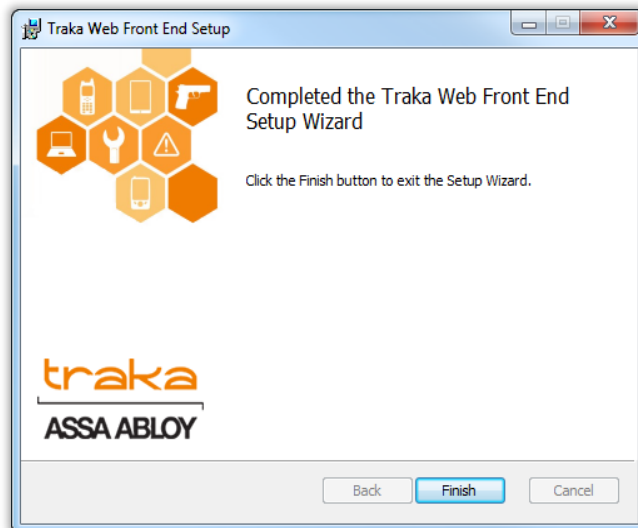 Traka Web Front End Setup
Completed the Traka Web Front End
Setup Wizard
Click the Finish button to exit the Setup Wizard.
traka
ASSA ABLOY
Back
Finish
Cancel